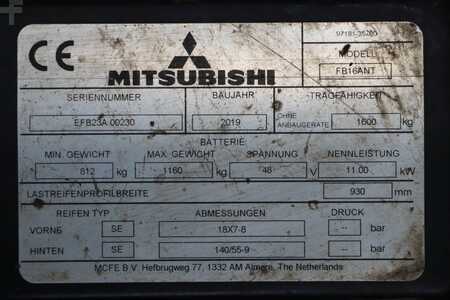 CE
MITSUBISHI
MODELL
FB16ANT
SERIENNUMMER BAUJAHR TRAGFÄHIGKEIT
EFB23A 00230 2019 OHNE ANBAUGERÄTE 1600 kg
BATTERIE:
MIN. GEWICHT MAX. GEWICHT SPANNUNG NENNLEISTUNG
812 kg 1160 kg 48 V 11.00 kW
LASTREIFENPROFILBREITE 930 mm
REIFEN TYP ABMESSUNGEN DRUCK
VORNE SE 18X7-8 -- bar
HINTEN SE 140/55-9 -- bar
MCFE B.V. Hefbrugweg 77, 1332 AM Almere, The Netherlands